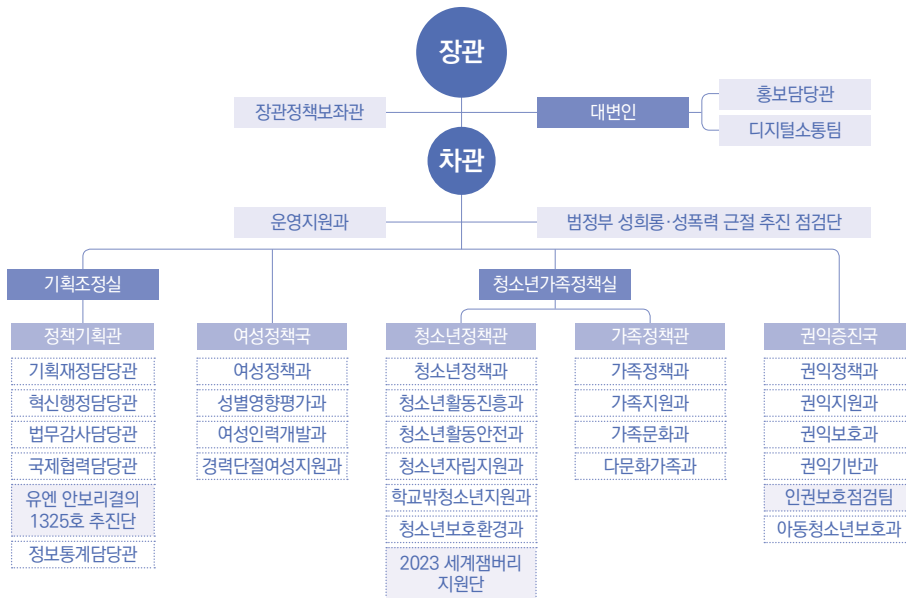 장관
장관정책보좌관
대변인
홍보담당관
디지털소통팀
차관
운영지원과
범정부 성희롱·성폭력 근절 추진 점검단
기획조정실
청소년가족정책실
정책기획관
기획재정담당관
혁신행정담당관
법무감사담당관
국제협력담당관
유엔 안보리결의
1325호 추진단
정보통계담당관
여성정책국
여성정책과
성별영향평가과
여성인력개발과
경력단절여성지원과
청소년정책관
청소년정책과
청소년활동진흥과
청소년활동안전과
청소년자립지원과
학교밖청소년지원과
청소년보호환경과
2023 세계잼버리
지원단
가족정책관
가족정책과
가족지원과
가족문화과
다문화가족과
권익증진국
권익정책과
권익지원과
권익보호과
권익기반과
인권보호점검팀
아동청소년보호과